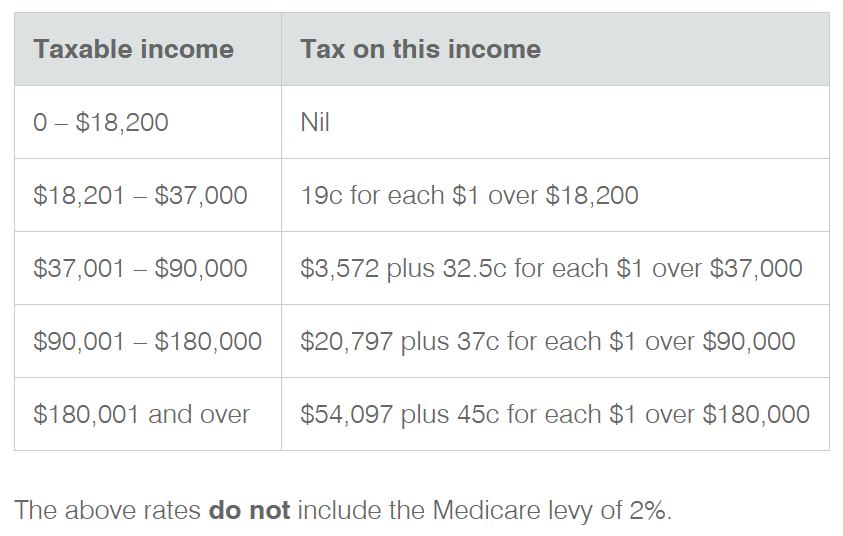 Taxable income Tax on this income
0 – $18,200 Nil
$18,201 – $37,000 19c for each $1 over $18,200
$37,001 – $90,000 $3,572 plus 32.5c for each $1 over $37,000
$90,001 – $180,000 $20,797 plus 37c for each $1 over $90,000
$180,001 and over $54,097 plus 45c for each $1 over $180,000
The above rates do not include the Medicare levy of 2%.